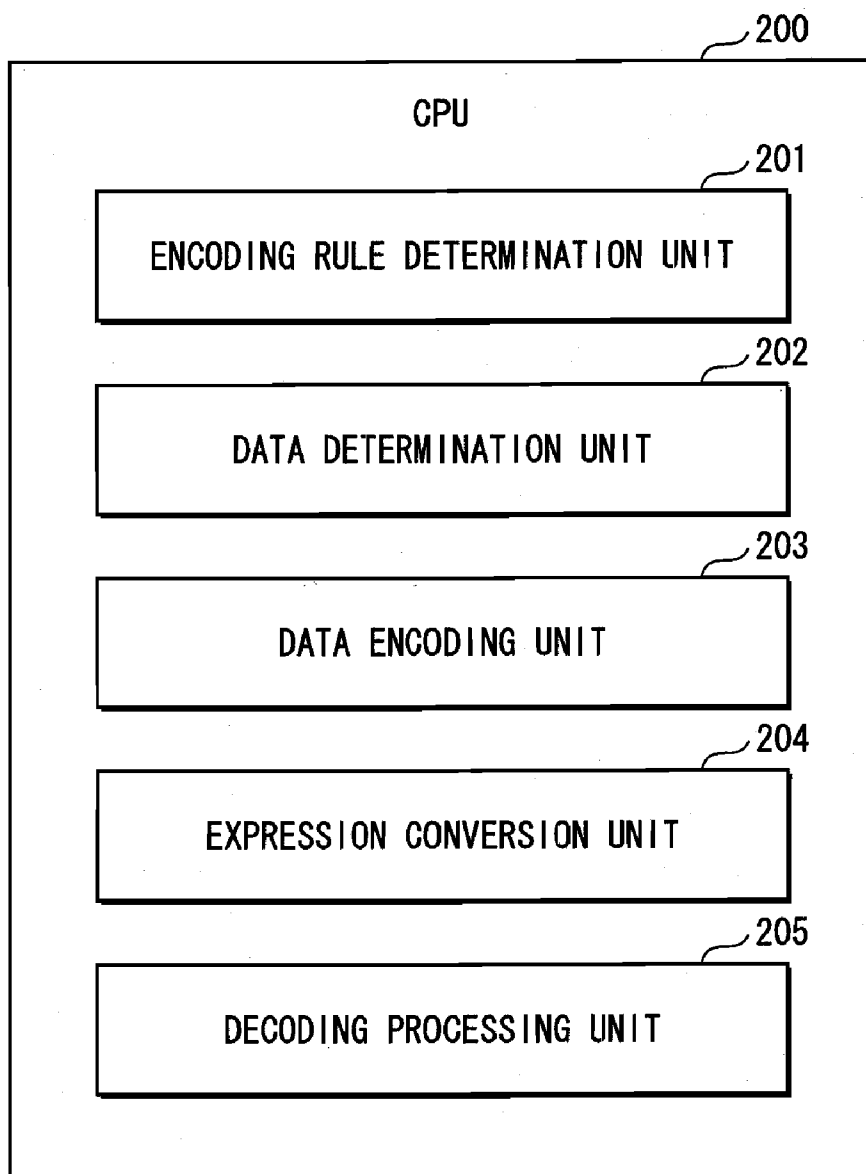 200
CPU
201
ENCODING RULE DETERMINATION UNIT
202
DATA DETERMINATION UNIT
203
DATA ENCODING UNIT
204
EXPRESSION CONVERSION UNIT
205
DECODING PROCESSING UNIT